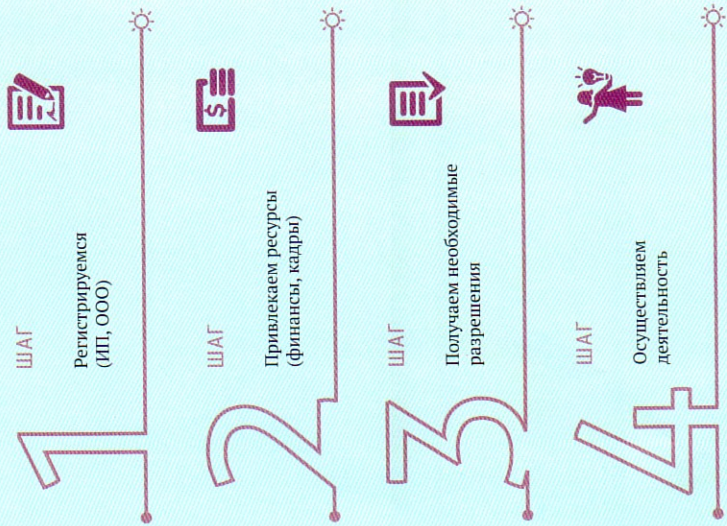 1
ШАГ
Регистрируемся
(ИП, ООО)
2
ШАГ
Привлекаем ресурсы
(финансы, кадры)
$
3
ШАГ
Получаем необходимые
разрешения
4
ШАГ
Осуществляем
деятельность